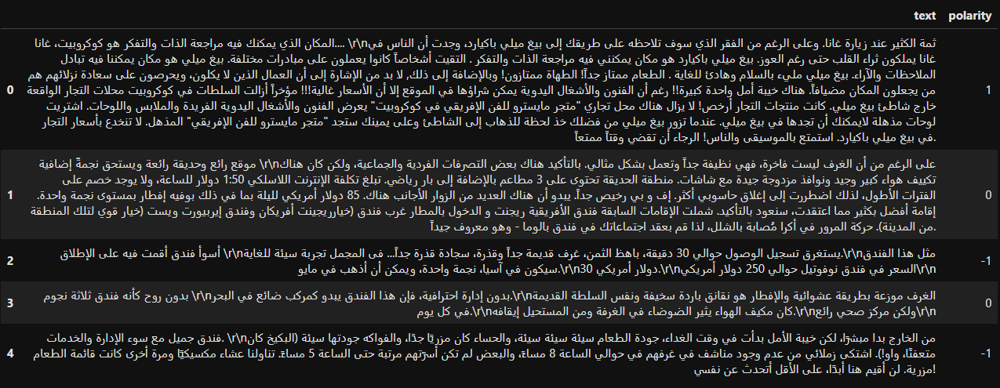 text polarity
ثمة الكثير عند زيارة غانا. وعلى الرغم من الفقر الذي سوف تلاحظه على طريقك إلى بيغ ميلي باكيارد، وجدت أن الناس في\r\n ....المكان الذي يمكنك فيه مراجعة الذات والتفكر هو كوكروبيت، غانا
غانا يملكون ثراء القلب حتى رغم العوز. بيغ ميلي باكيارد هو مكان يمكنني فيه مراجعة الذات والتفكر . التقيت أشخاصاً كانوا يعملون على مبادرات مختلفة. بيغ ميلي هو مكان يمكننا فيه تبادل
الملاحظات والآراء. بيغ ميلي مليء بالسلام وهادئ للغاية . الطعام ممتاز جداً! الطهاة ممتازون! وبالإضافة إلى ذلك, لا بد من الإشارة إلى أن العمال الذين لا يكلون، ويحرصون على سعادة نزلائهم هم
0 من يجعلون المكان مضيافاً. هناك خيبة أمل واحدة كبيرة!! رغم أن الفنون والأشغال اليدوية يمكن شراؤها في الموقع إلا أن الأسعار غالية!!! مؤخراً أزالت السلطات في كوكروبيت محلات التجار الواقعة 1
خارج شاطئ بيغ ميلي. كانت منتجات التجار أرخص! لا يزال هناك محل تجاري "متجر مايسترو للفن الإفريقي في كوكروبيت" يعرض الفنون والأشغال اليدوية الفريدة والملابس واللوحات. اشتريت
لوحات مذهلة لايمكنك أن تجدها في بيغ ميلي. عندما تزور بيغ ميلي من فضلك خذ لحظة للذهاب إلى الشاطئ وعلى يمينك ستجد "متجر مايسترو للفن الإفريقي" المذهل. لا تنخدع بأسعار التجار
.في بيغ ميلي باكيارد. استمتع بالموسيقى والناس! الرجاء أن تقضي وقتاً ممتعاً
على الرغم من أن الغرف ليست فاخرة، فهي نظيفة جداً وتعمل بشكل مثالي. بالتأكيد هناك بعض التصرفات الفردية والجماعية، ولكن كان هناك\r\n موقع رائع وحديقة رائعة ويستحق نجمةً إضافية
تكييف هواء كبير وجيد ونوافذ مزدوجة جيدة مع شاشات. منطقة الحديقة تحتوي على 3 مطاعم بالإضافة إلى بار رياضي. تبلغ تكلفة الإنترنت اللاسلكي 1:50 دولار للساعة، ولا يوجد خصم على
1 الفترات الأطول، لذلك اضطررت إلى إغلاق حاسوبي أكثر. إف و بي رخيص جداً. يبدو أن هناك العديد من الزوار الأجانب هناك. 85 دولار أمريكي لليلة بما في ذلك بوفيه إفطار بمستوى نجمة واحدة. 0
إقامة أفضل بكثير مما اعتقدت، سنعود بالتأكيد. شملت الإقامات السابقة فندق الأفريقية ريجنت و الدخول بالمطار غرب فندق (خيارريجينت أفريكان وفندق إيربيورت ويست (خيار قوي لتلك المنطقة
.من المدينة). حركة المرور في أكرا مُصابة بالشلل، لذا قم بعقد اجتماعاتك في فندق بالوما - وهو معروف جيداً
2 مثل هذا الفندق\r\n.يستغرق تسجيل الوصول حوالي 30 دقيقة، باهظ الثمن، غرف قديمة جداً وقذرة، سجادة قذرة جداً... فى المجمل تجربة سيئة للغاية\r\n أسوأ فندق أقمت فيه على الإطلاق -1
\r\nالسعر في فندق نوفوتيل حوالي 250 دولار أمريكي\r\n.دولار أمريكي 30\r\n.سيكون في آسيا، نجمة واحدة، ويمكن أن أذهب في مايو
3 الغرف موزعة بطريقة عشوائية والإفطار هو نقانق باردة سخيفة ونفس السلطة القديمة\r\n.بدون إدارة احترافية، فإن هذا الفندق يبدو كمركب ضائع في البحر\r\n بدون روح كأنه فندق ثلاثة نجوم 0
\r\nولكن مركز صحي رائع\r\n.كان مكيف الهواء يثير الضوضاء في الغرفة ومن المستحيل إيقافه\r\n.في كل يوم
من الخارج بدا مبشرًا، لكن خيبة الأمل بدأت في وقت الغداء، جودة الطعام سيئة سيئة سيئة، والحساء كان مزريًا جدًا، والفواكه جودتها سيئة (البكيخ كان\r\n .فندق جميل مع سوء الإدارة والخدمات
4 متعفنًا، واو!). اشتكى زملائي من عدم وجود مناشف في غرفهم في حوالي الساعة 8 مساءً، والبعض لم تكن أسرّتهم مرتبة حتى الساعة 5 مساءً. تناولنا عشاء مكسيكيًا ومرة أخرى كانت قائمة الطعام -1
!مزرية. لن أقيم هنا أبدًا، على الأقل أتحدث عن نفسي